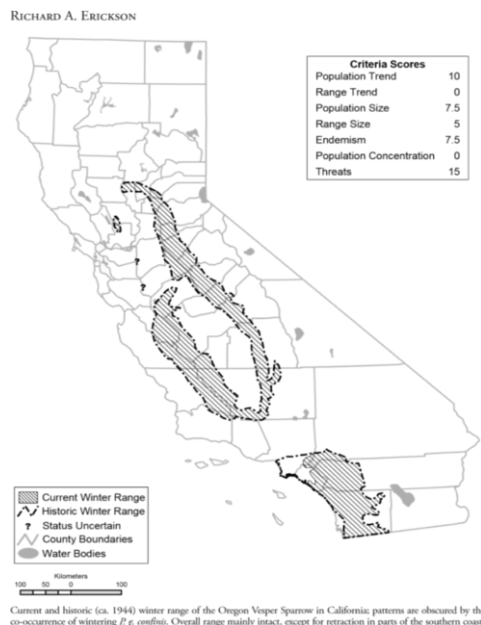 RICHARD A. ERICKSON
Criteria Scores
Population Trend 10
Range Trend 0
Population Size 7.5
Range Size 5
Endemism 7.5
Population Concentration 0
Threats 15
?
?
Current Winter Range
Historic Winter Range
? Status Uncertain
County Boundaries
Water Bodies
Kilometers
100 50 0 100
Current and historic (ca. 1944) winter range of the Oregon Vesper Sparrow in California; patterns are obscured by the
co-occurrence of wintering P. e. confinis. Overall range mainly intact, except for retraction in parts of the southern coast